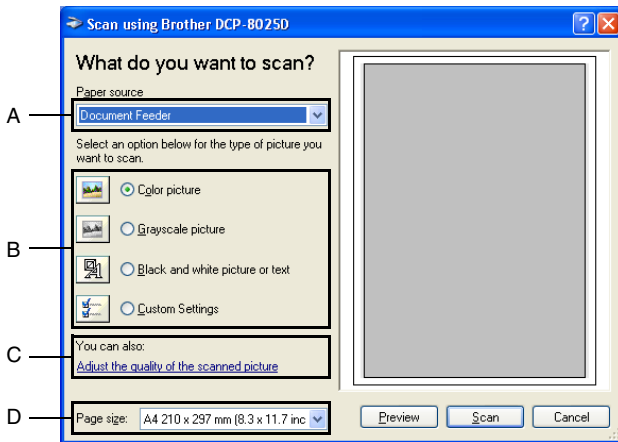 Scan using Brother DCP-8025D
What do you want to scan?
Paper source
A
Document Feeder
Select an option below for the type of picture you
want to scan.
B
Color picture
Grayscale picture
Black and white picture or text
Custom Settings
C
You can also:
Adjust the quality of the scanned picture
D
Page size: A4 210 x 297 mm (8.3 x 11.7 inc
Preview Scan Cancel